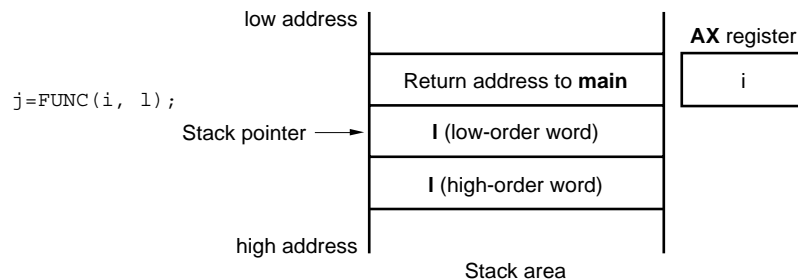 low address
AX register
Return address to main
i
j=FUNC(i, l);
Stack pointer
l (low-order word)
l (high-order word)
high address
Stack area